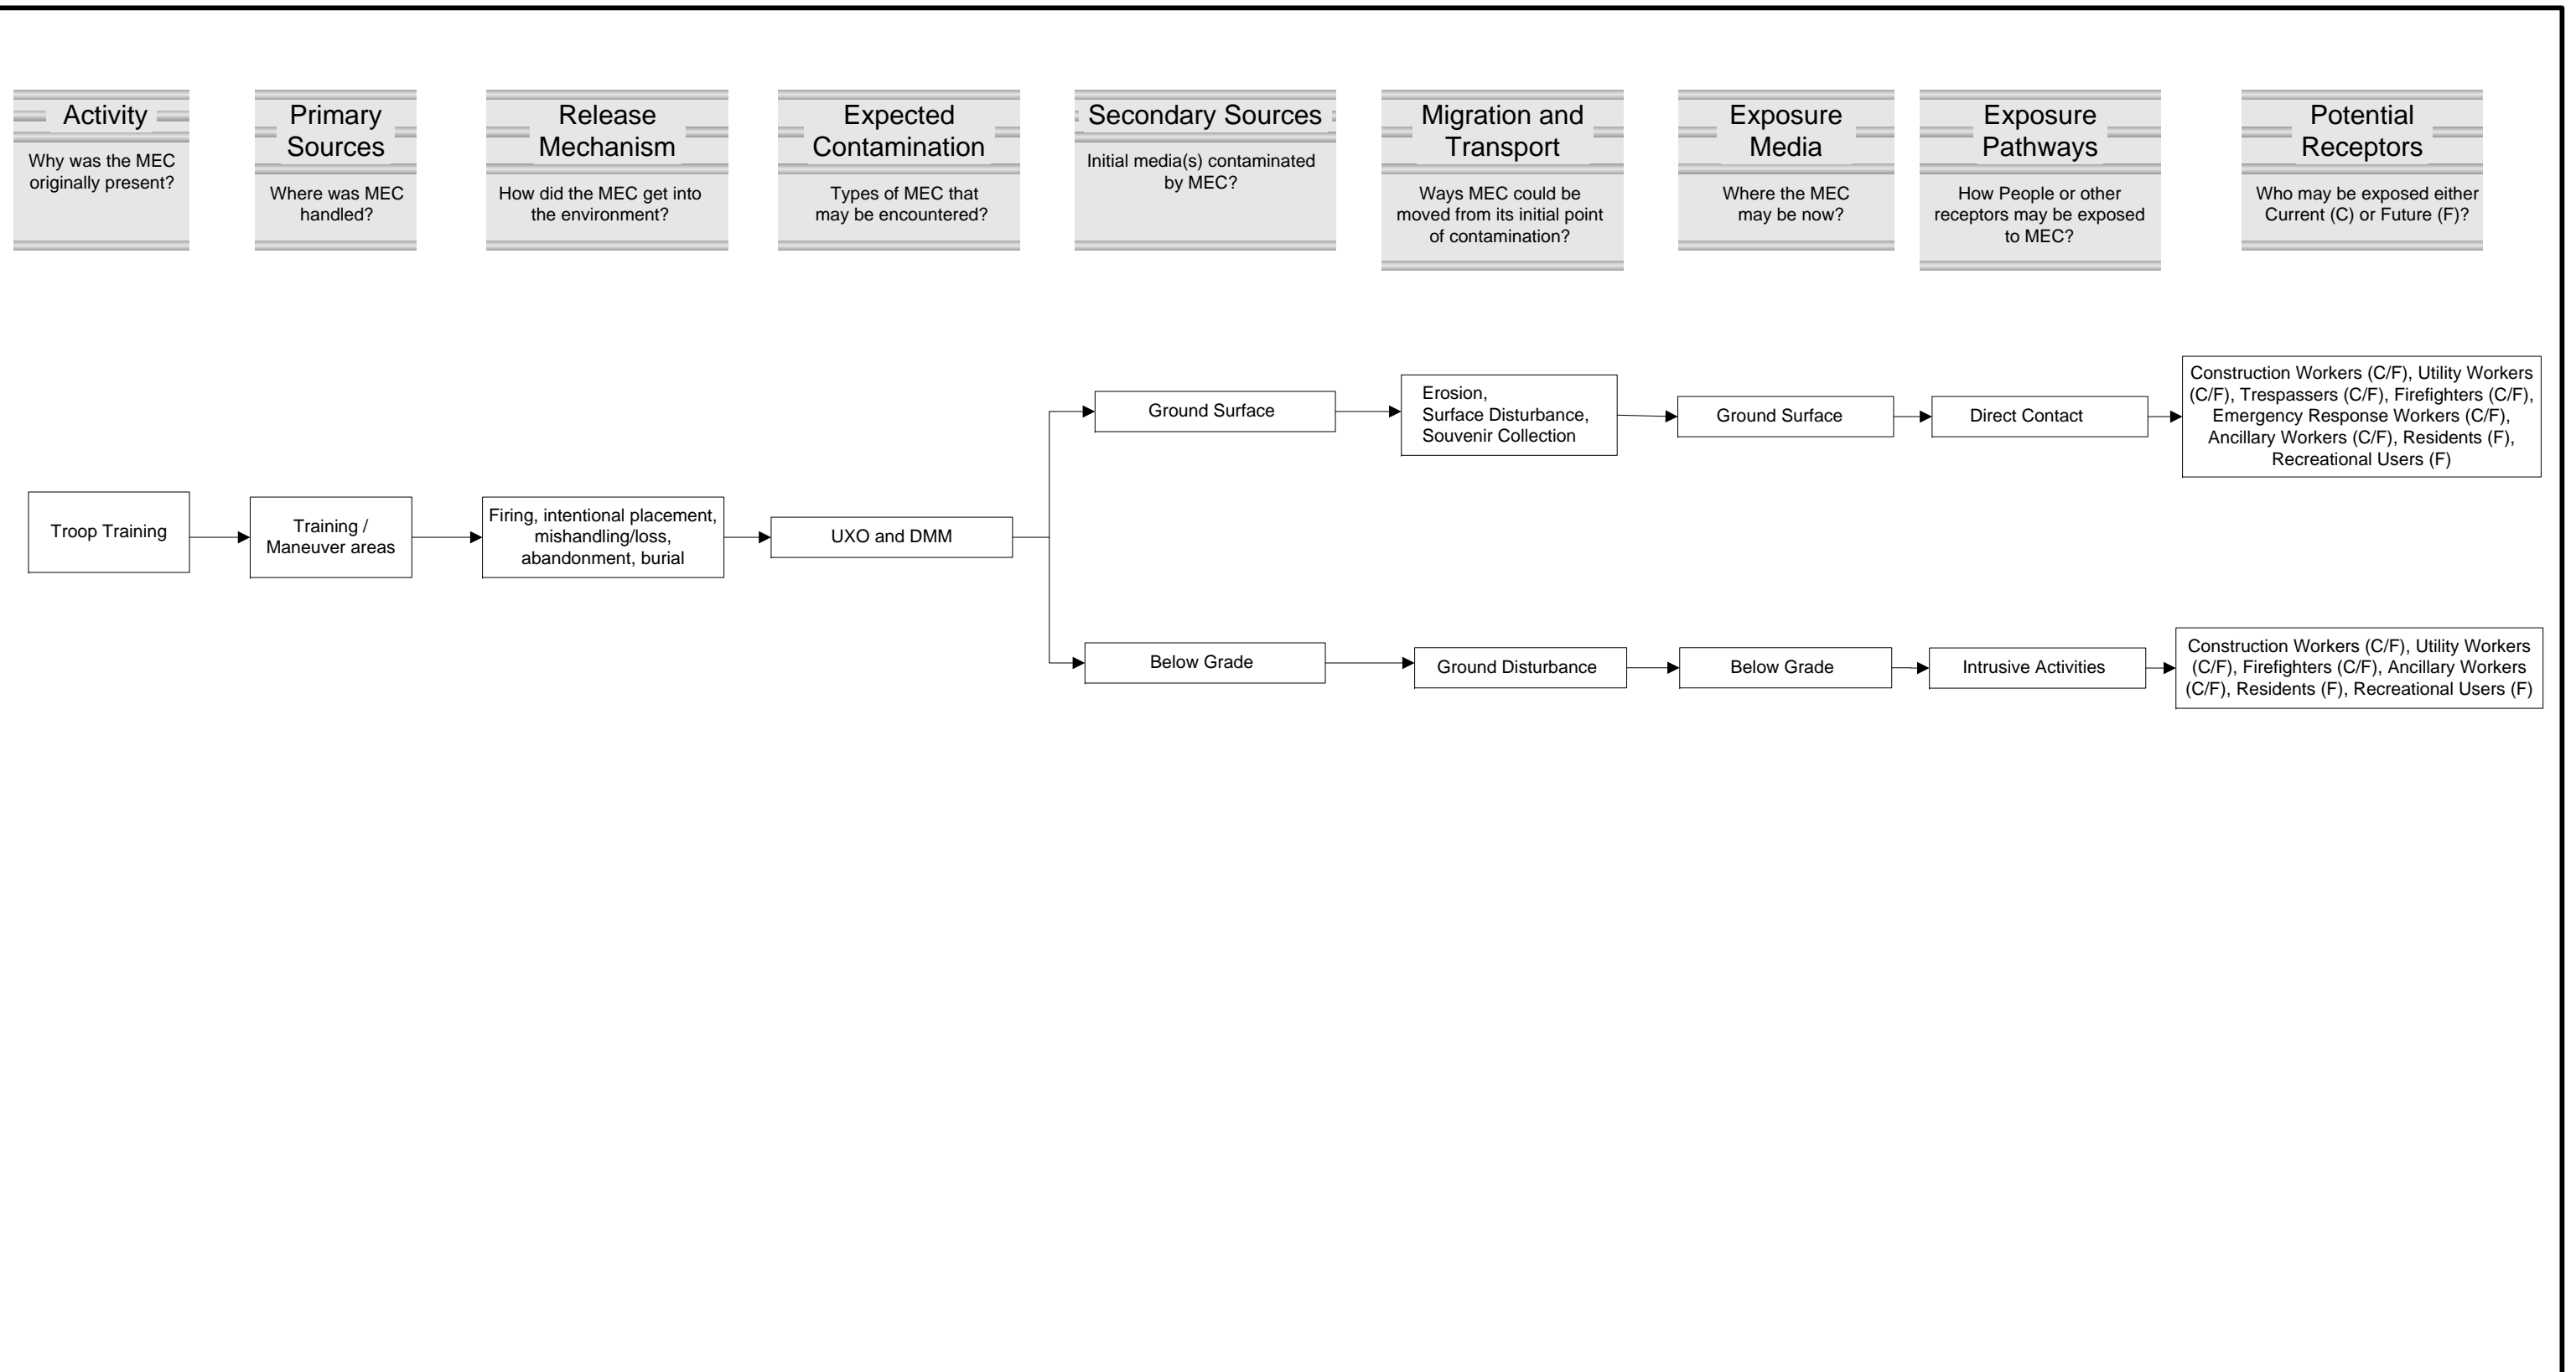 Activity
Why was the MEC
originally present?
Primary
Sources
Where was MEC
handled?
Release
Mechanism
How did the MEC get into
the environment?
Expected
Contamination
Types of MEC that
may be encountered?
Secondary Sources
Initial media(s) contaminated
by MEC?
Migration and
Transport
Ways MEC could be
moved from its initial point
of contamination?
Exposure
Media
Where the MEC
may be now?
Exposure
Pathways
How People or other
receptors may be exposed
to MEC?
Potential
Receptors
Who may be exposed either
Current (C) or Future (F)?
Troop Training
Training /
Maneuver areas
Firing, intentional placement,
mishandling/loss,
abandonment, burial
UXO and DMM
Ground Surface
Erosion,
Surface Disturbance,
Souvenir Collection
Ground Surface
Direct Contact
Construction Workers (C/F), Utility Workers
(C/F), Trespassers (C/F), Firefighters (C/F),
Emergency Response Workers (C/F),
Ancillary Workers (C/F), Residents (F),
Recreational Users (F)
Below Grade
Ground Disturbance
Below Grade
Intrusive Activities
Construction Workers (C/F), Utility Workers
(C/F), Firefighters (C/F), Ancillary Workers
(C/F), Residents (F), Recreational Users (F)